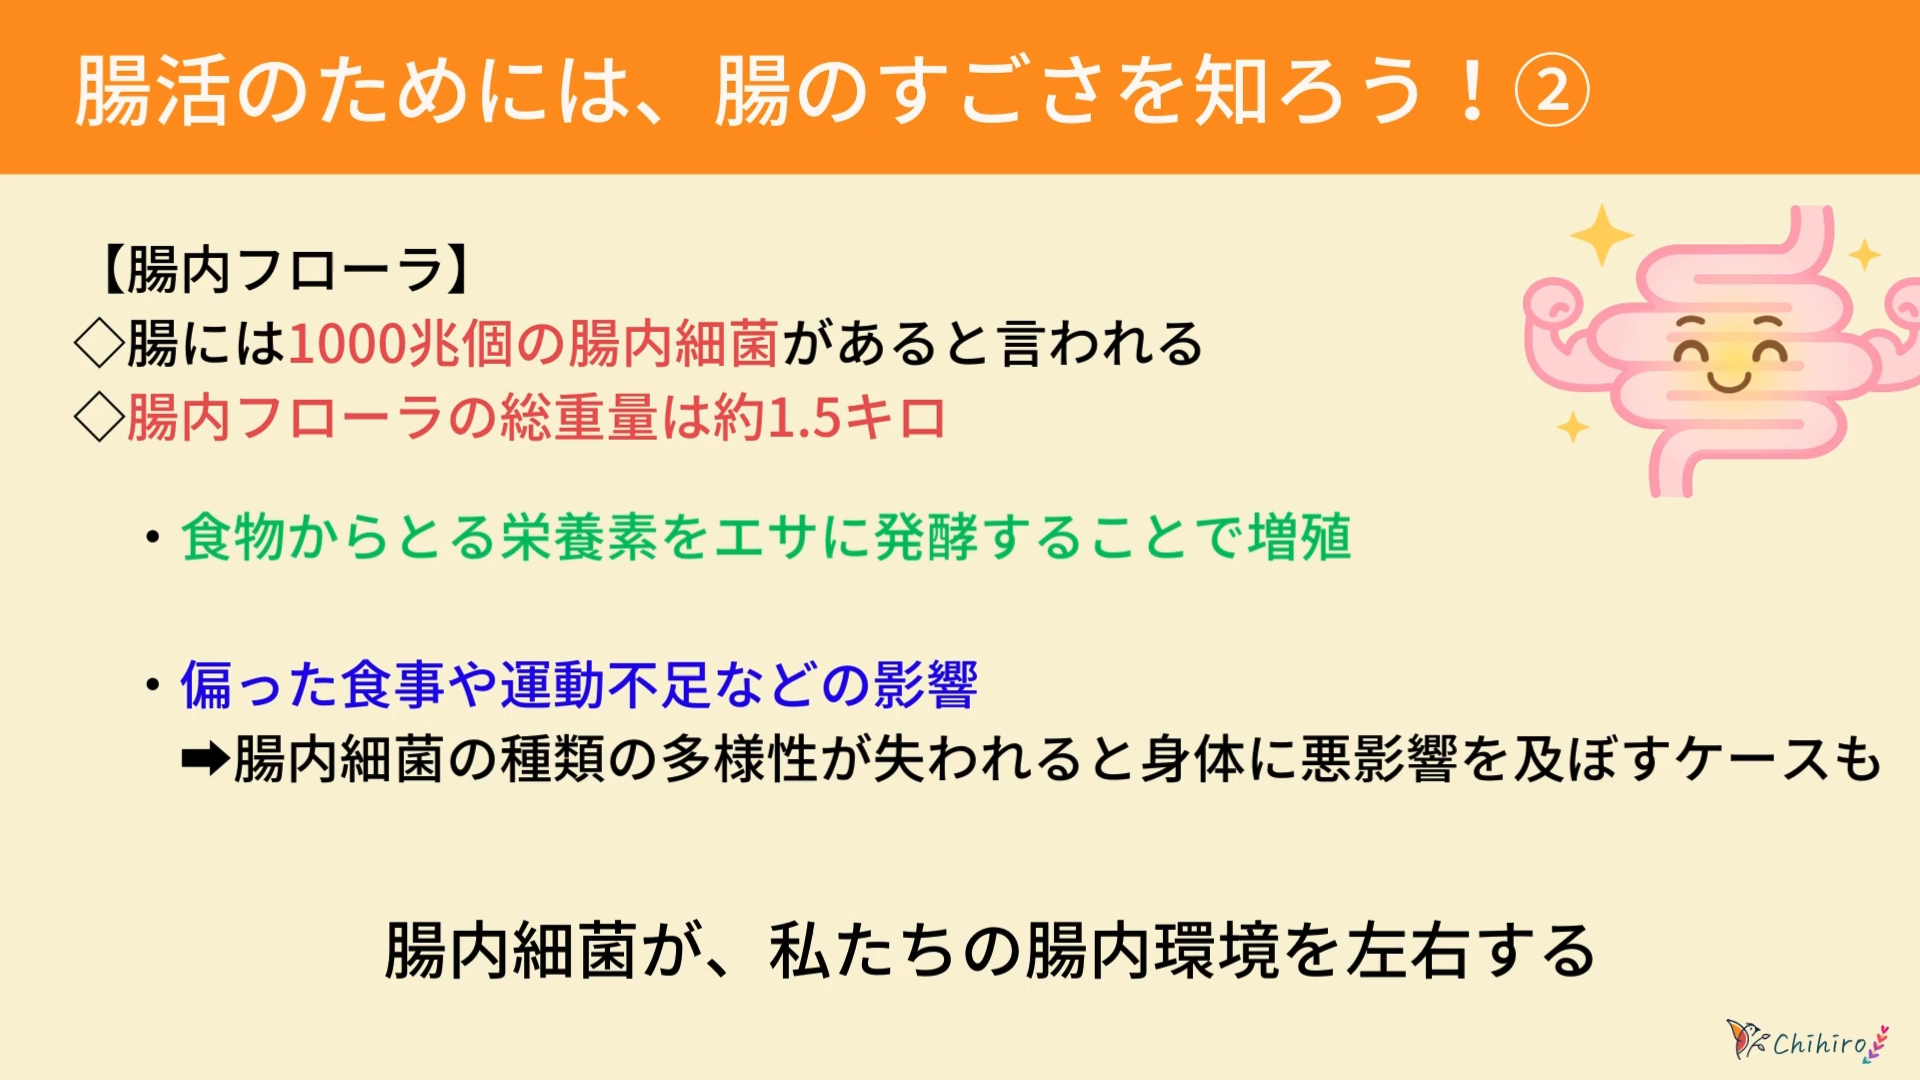 腸活のためには、腸のすごさを知ろう！②
【腸内フローラ】
◇腸には1000兆個の腸内細菌があると言われる
◇腸内フローラの総重量は約1.5キロ
・食物からとる栄養素をエサに発酵することで増殖
・偏った食事や運動不足などの影響
➡腸内細菌の種類の多様性が失われると身体に悪影響を及ぼすケースも
腸内細菌が、私たちの腸内環境を左右する
Chihiro